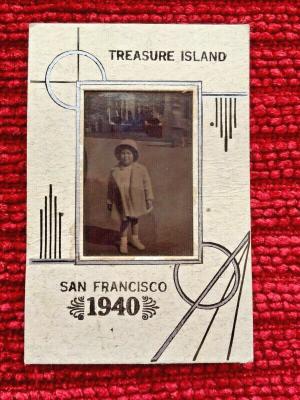 TREASURE ISLAND
SAN FRANCISCO
1940